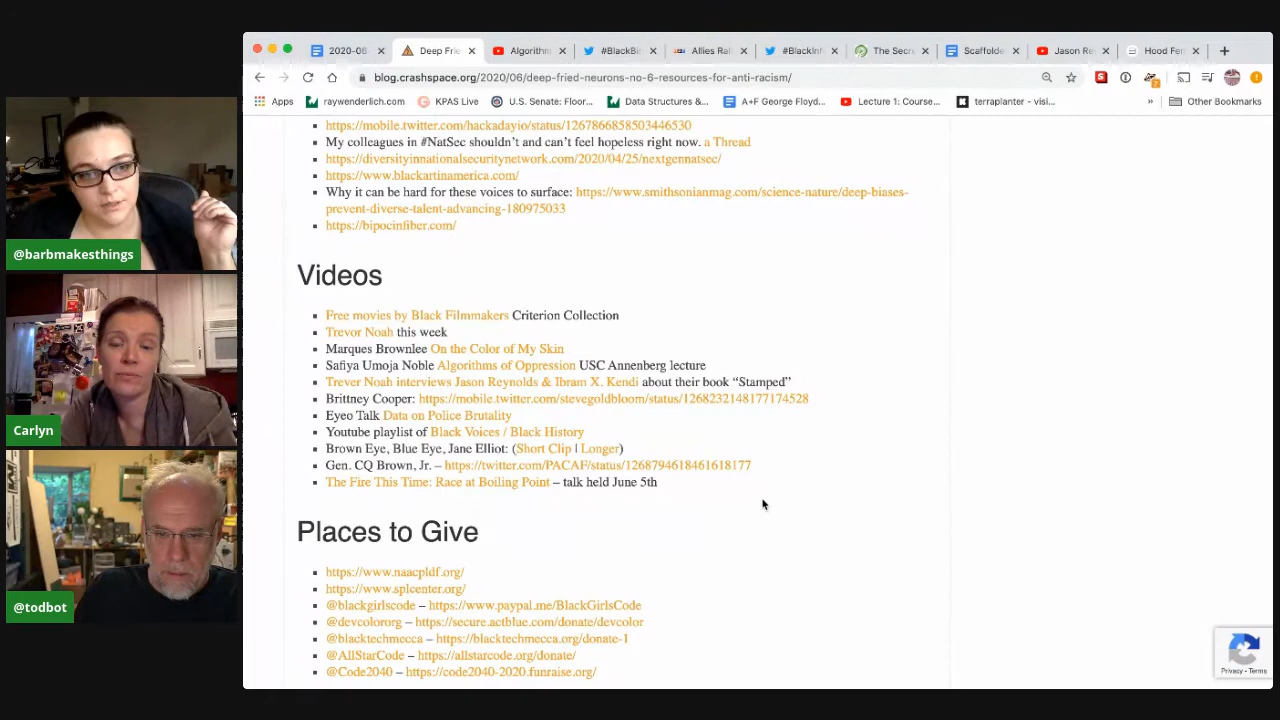 2020-08-
Deep Frie
Algorithm
#BlackBi
Allies Ral
#BlackInf
The Secre
Scaffolde
Jason Rey
Hood Fem
blog.crashspace.org/2020/06/deep-fried-neurons-no-6-resources-for-anti-racism/
Apps
raywenderlich.com
KPAS Live
U.S. Senate: Floor...
Data Structures &...
A+F George Floyd...
Lecture 1: Course...
terraplanter - visi...
»
Other Bookmarks
https://mobile.twitter.com/hackadayio/status/1267866858503446530
My colleagues in #NatSec shouldn’t and can’t feel hopeless right now. a Thread
https://diversityinnationalsecuritynetwork.com/2020/04/25/nextgennatsec/
https://www.blackartinamerica.com/
Why it can be hard for these voices to surface: https://www.smithsonianmag.com/science-nature/deep-biases-
prevent-diverse-talent-advancing-180975033
https://bipocinfiber.com/
Videos
Free movies by Black Filmmakers Criterion Collection
Trevor Noah this week
Marques Brownlee On the Color of My Skin
Safiya Umoja Noble Algorithms of Oppression USC Annenberg lecture
Trever Noah interviews Jason Reynolds & Ibram X. Kendi about their book “Stamped”
Brittney Cooper: https://mobile.twitter.com/stevegoldbloom/status/1268232148177174528
Eyeo Talk Data on Police Brutality
Youtube playlist of Black Voices / Black History
Brown Eye, Blue Eye, Jane Elliot: (Short Clip | Longer)
Gen. CQ Brown, Jr. – https://twitter.com/PACAF/status/1268794618461618177
The Fire This Time: Race at Boiling Point – talk held June 5th
Places to Give
https://www.naacpldf.org/
https://www.splcenter.org/
@blackgirlscode – https://www.paypal.me/BlackGirlsCode
@devcolororg – https://secure.actblue.com/donate/devcolor
@blacktechmecca – https://blacktechmecca.org/donate-1
@AllStarCode – https://allstarcode.org/donate/
@Code2040 – https://code2040-2020.funraise.org/
Privacy - Terms
@barbmakesthings
Carlyn
@todbot